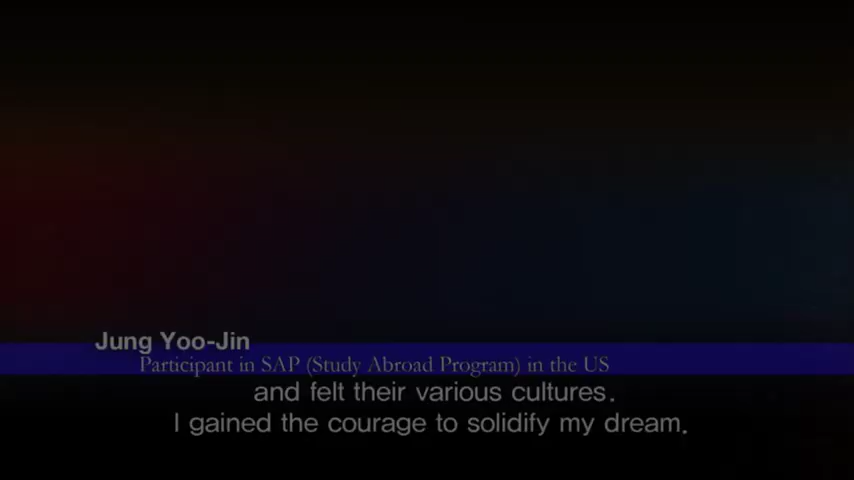 Jung Yoo-Jin
Participant in SAP (Study Abroad Program) in the US
and felt their various cultures.
I gained the courage to solidify my dream.